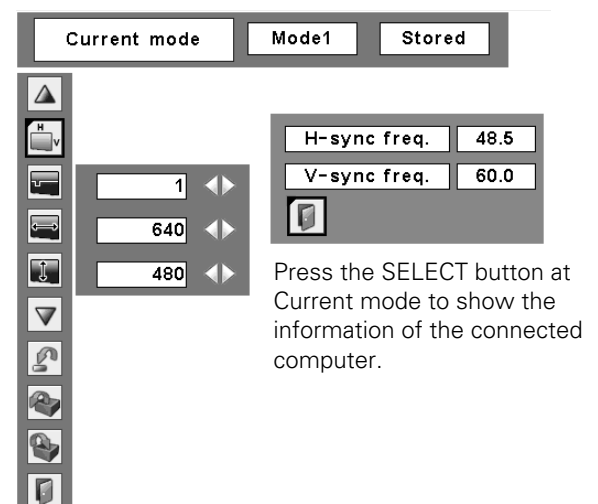 Current mode Mode1 Stored
H V
H-sync freq. 48.5
V-sync freq. 60.0
1
640
480
Press the SELECT button at
Current mode to show the
information of the connected
computer.